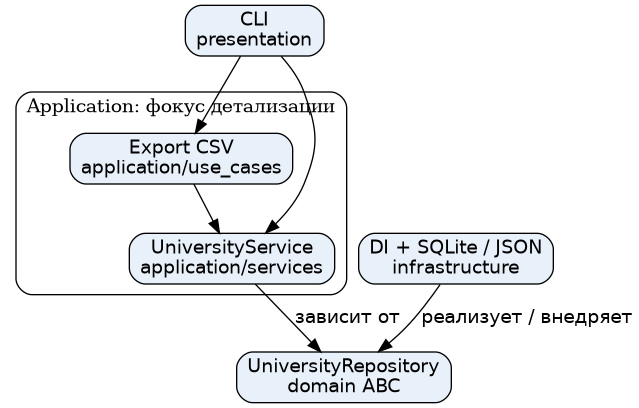 CLI
presentation
Application: фокус детализации
Export CSV
application/use_cases
UniversityService
application/services
DI + SQLite / JSON
infrastructure
зависит от
реализует / внедряет
UniversityRepository
domain ABC